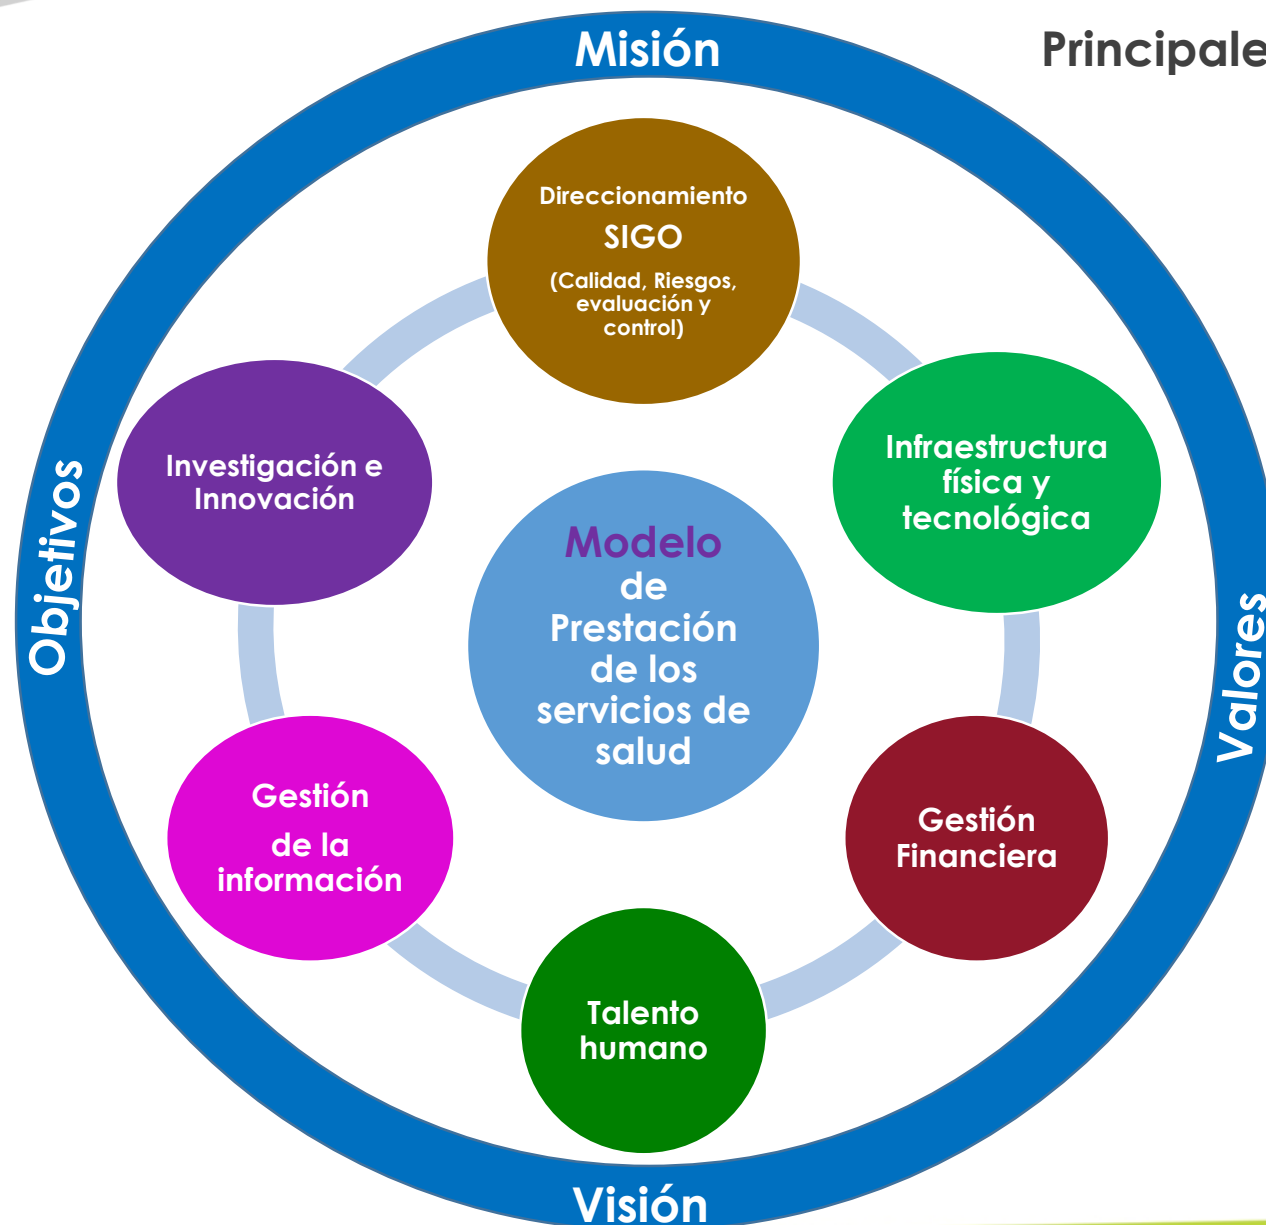 Misión
Principale
Direccionamiento
SIGO
(Calidad, Riesgos,
evaluación y
control)
Investigación e
Innovación
Infraestructura
física y
tecnológica
Objetivos
Modelo
de
Prestación
de los
servicios de
salud
Valores
Gestión
de la
información
Gestión
Financiera
Talento
humano
Visión